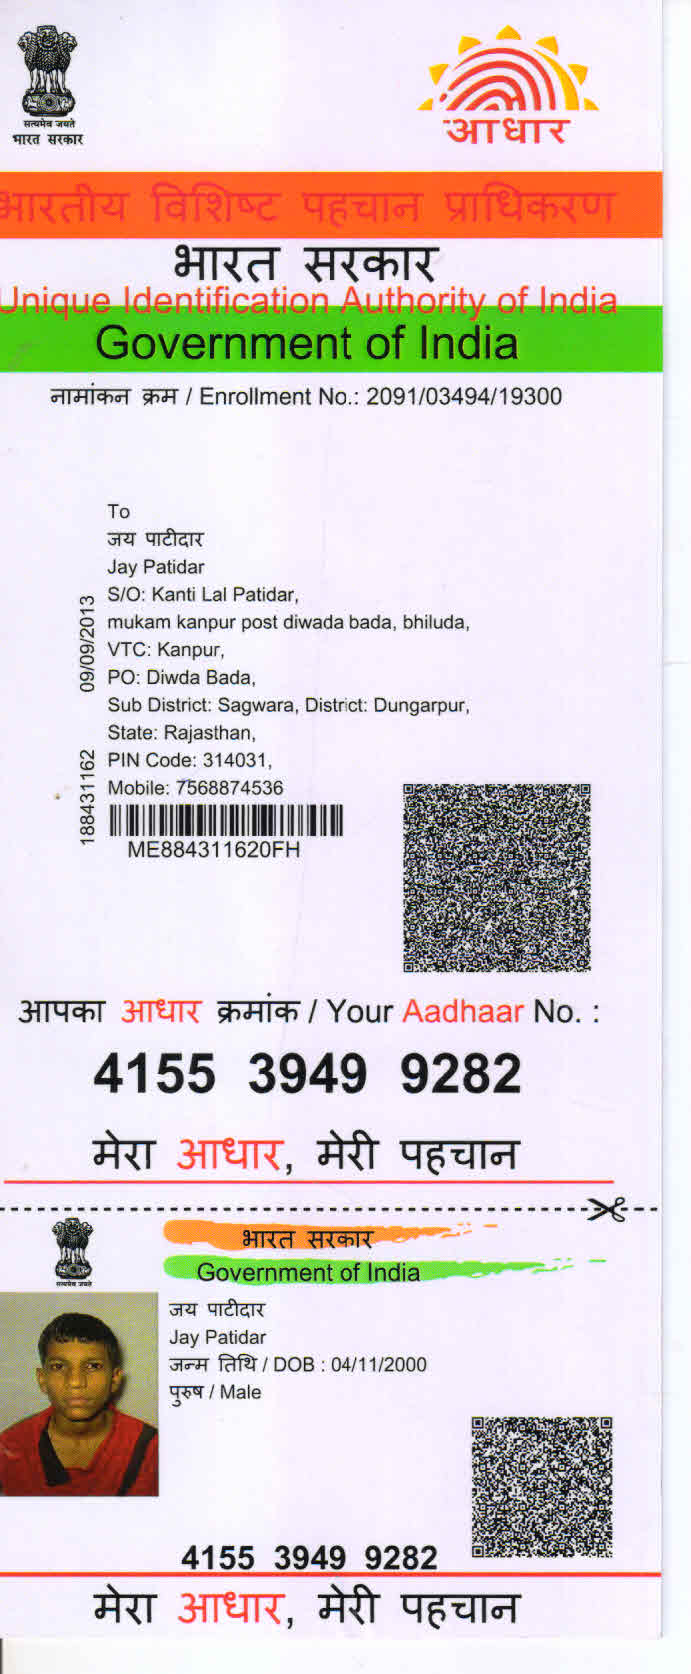 सत्यमेव जयते
भारत सरकार
आधार
भारतीय विशिष्ट पहचान प्राधिकरण
भारत सरकार
Unique Identification Authority of India
Government of India
नामांकन क्रम / Enrollment No.: 2091/03494/19300
To
जय पाटीदार
Jay Patidar
S/O: Kanti Lal Patidar,
mukam kanpur post diwada bada, bhiluda,
VTC: Kanpur,
PO: Diwda Bada,
Sub District: Sagwara, District: Dungarpur,
State: Rajasthan,
PIN Code: 314031,
Mobile: 7568874536
188431162 09/09/2013
ME884311620FH
आपका आधार क्रमांक / Your Aadhaar No. :
4155 3949 9282
मेरा आधार, मेरी पहचान
सत्यमेव जयते
भारत सरकार
Government of India
जय पाटीदार
Jay Patidar
जन्म तिथि / DOB : 04/11/2000
पुरुष / Male
4155 3949 9282
मेरा आधार, मेरी पहचान